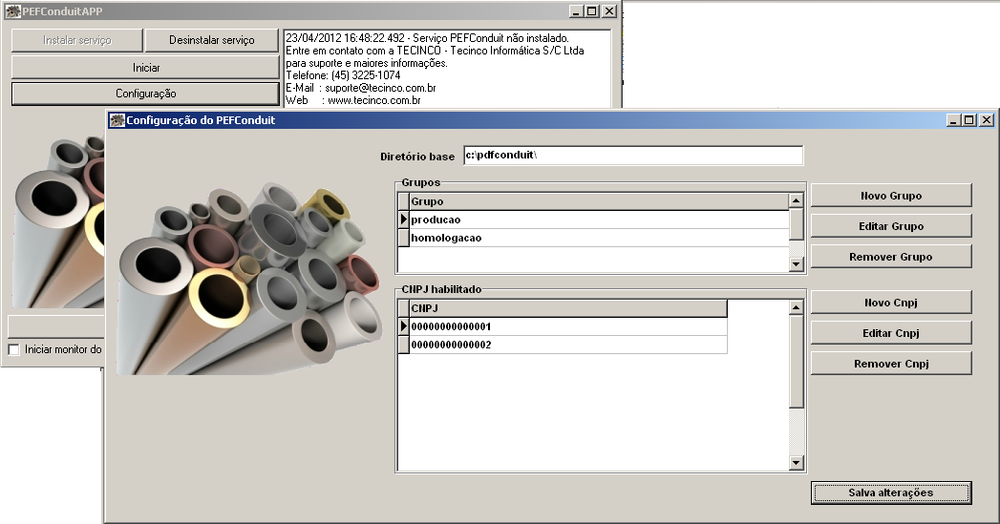 PEFConduitAPP
Instalar serviço
Desinstalar serviço
Iniciar
Configuração
23/04/2012 16:48:22.492 - Serviço PEFConduit não instalado.
Entre em contato com a TECINCO - Tecinco Informática S/C Ltda
para suporte e maiores informações.
Telefone: (45) 3225-1074
E-Mail : suporte@tecinco.com.br
Web : www.tecinco.com.br
Iniciar monitor do
Configuração do PEFConduit
Diretório base
c:\pdfconduit\
Grupos
Grupo
producao
homologacao
Novo Grupo
Editar Grupo
Remover Grupo
CNPJ habilitado
CNPJ
00000000000001
00000000000002
Novo Cnpj
Editar Cnpj
Remover Cnpj
Salva alterações